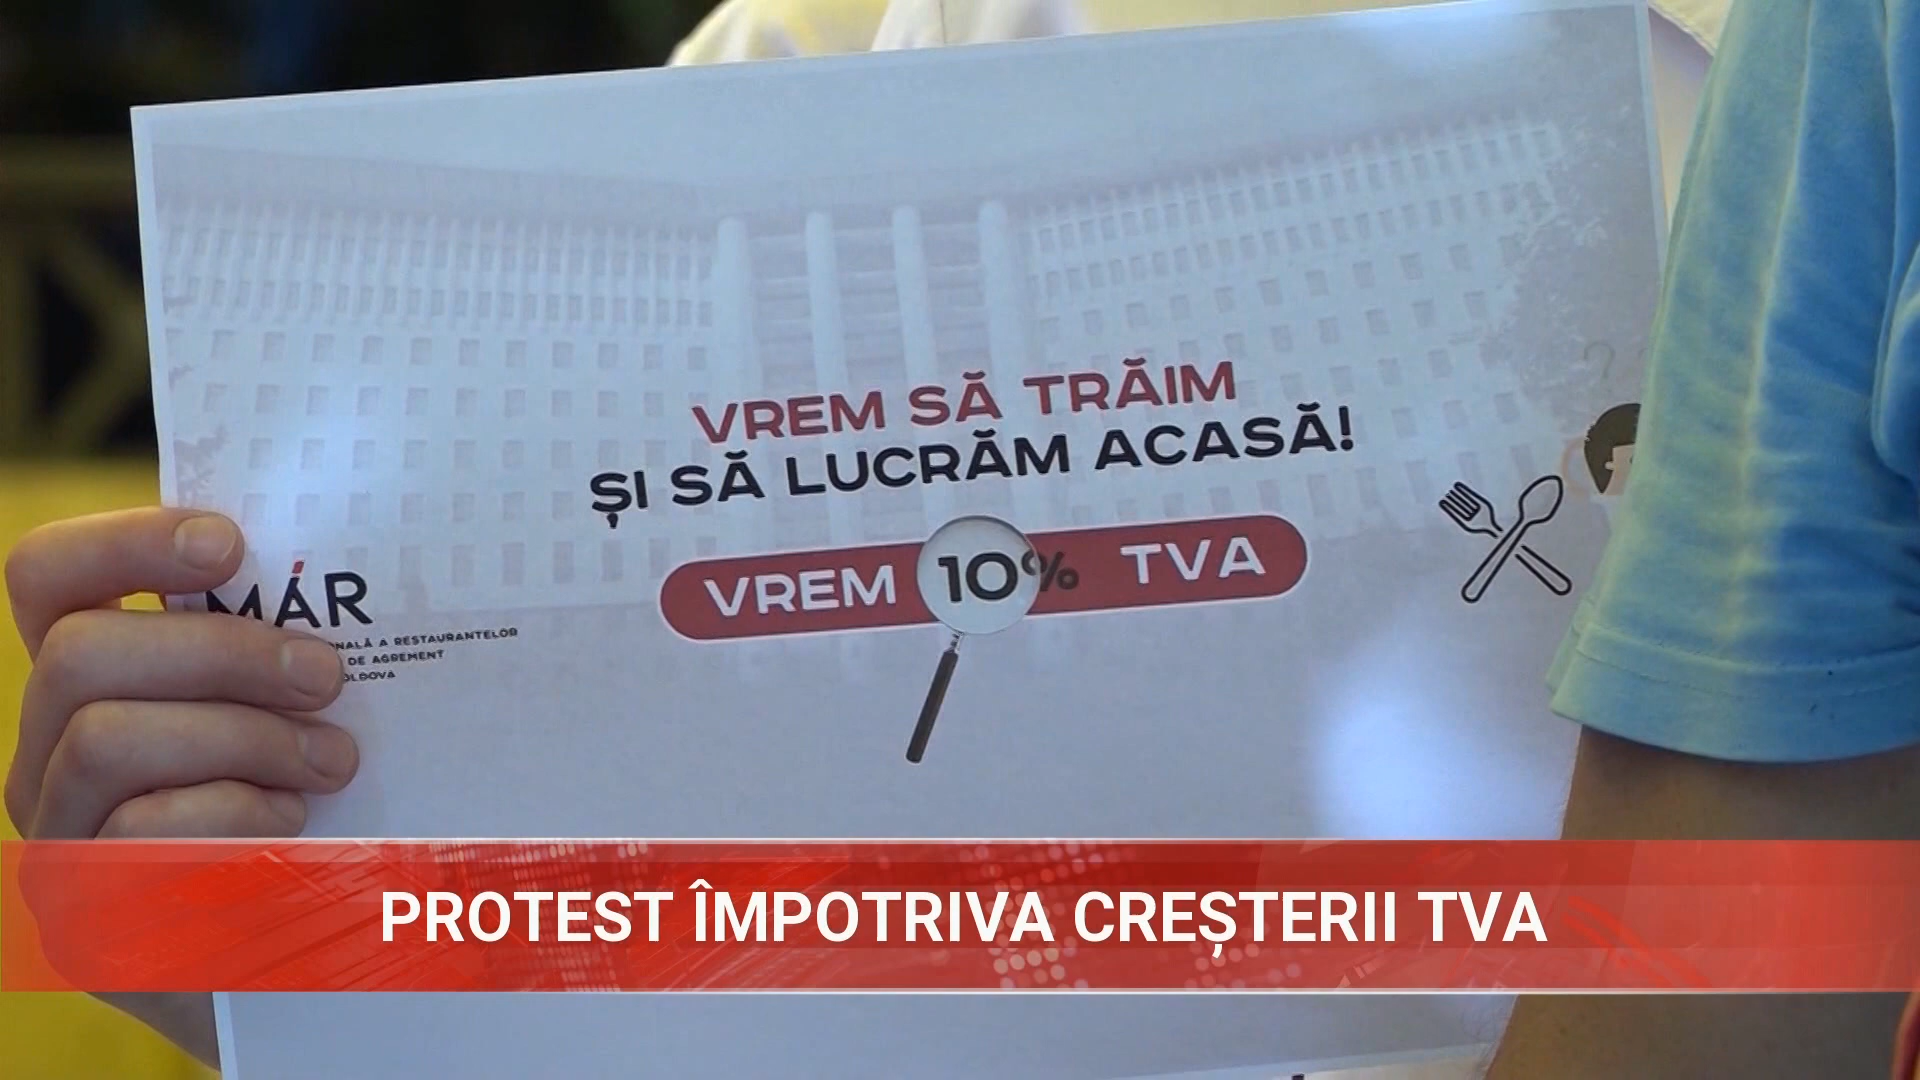 VREM SĂ TRĂIM
ȘI SĂ LUCRĂM ACASĂ!
VREM 10% TVA
MÁR
A RESTAURANTELOR
DE AGREMENT
PROTEST ÎMPOTRIVA CREȘTERII TVA